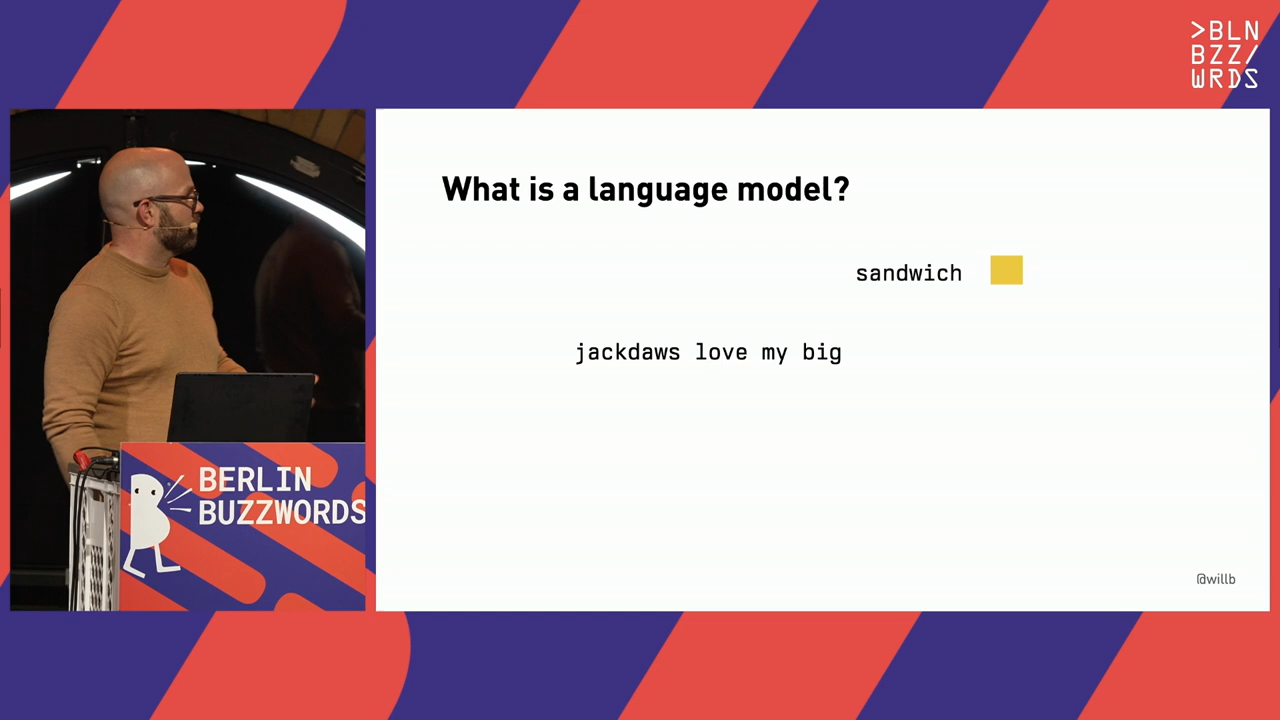 >BLN
BZZ/
WRDS
What is a language model?
sandwich
jackdaws love my big
BERLIN
BUZZWORDS
@willb